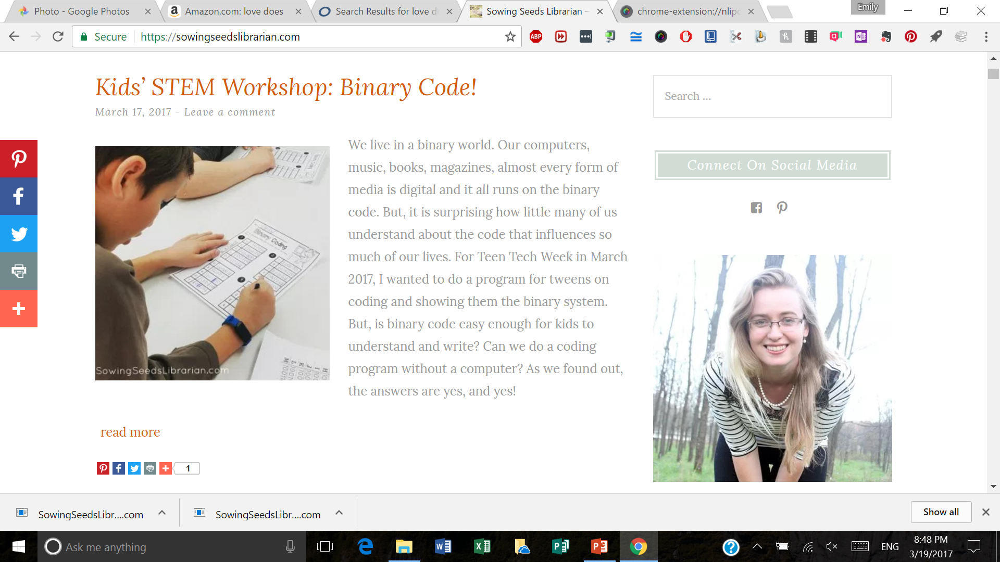 Photo - Google Photos
Amazon.com: love does
Search Results for love d
Sowing Seeds Librarian –
chrome-extension://nlipc
Emily
Secure
https://sowingseedslibrarian.com
ABP
Kids’ STEM Workshop: Binary Code!
March 17, 2017 - Leave a comment
Search ...
Connect On Social Media
We live in a binary world. Our computers,
music, books, magazines, almost every form of
media is digital and it all runs on the binary
code. But, it is surprising how little many of us
understand about the code that influences so
much of our lives. For Teen Tech Week in March
2017, I wanted to do a program for tweens on
coding and showing them the binary system.
But, is binary code easy enough for kids to
understand and write? Can we do a coding
program without a computer? As we found out,
the answers are yes, and yes!
Binary Coding
SowingSeedsLibrarian.com
read more
1
SowingSeedsLibr....com
SowingSeedsLibr....com
Show all
Ask me anything
ENG
8:48 PM
3/19/2017